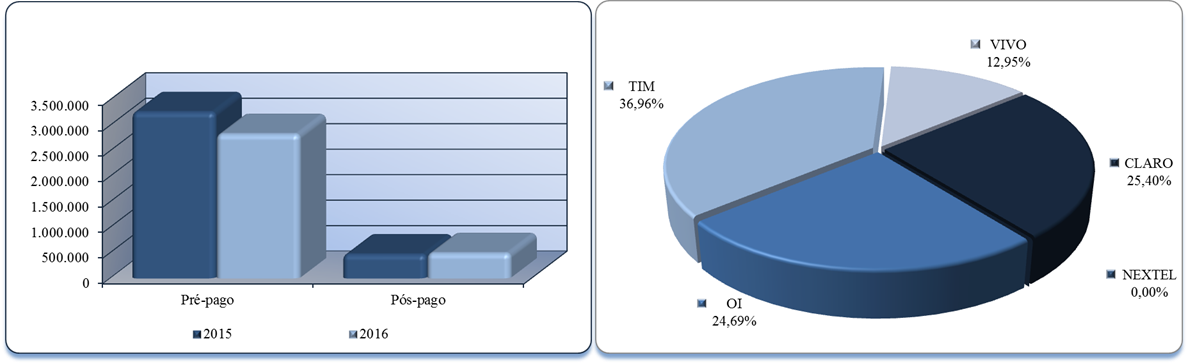 3.500.000
3.000.000
2.500.000
2.000.000
1.500.000
1.000.000
500.000
0
Pré-pago
Pós-pago
2015
2016
VIVO
12,95%
TIM
36,96%
CLARO
25,40%
NEXTEL
0,00%
OI
24,69%